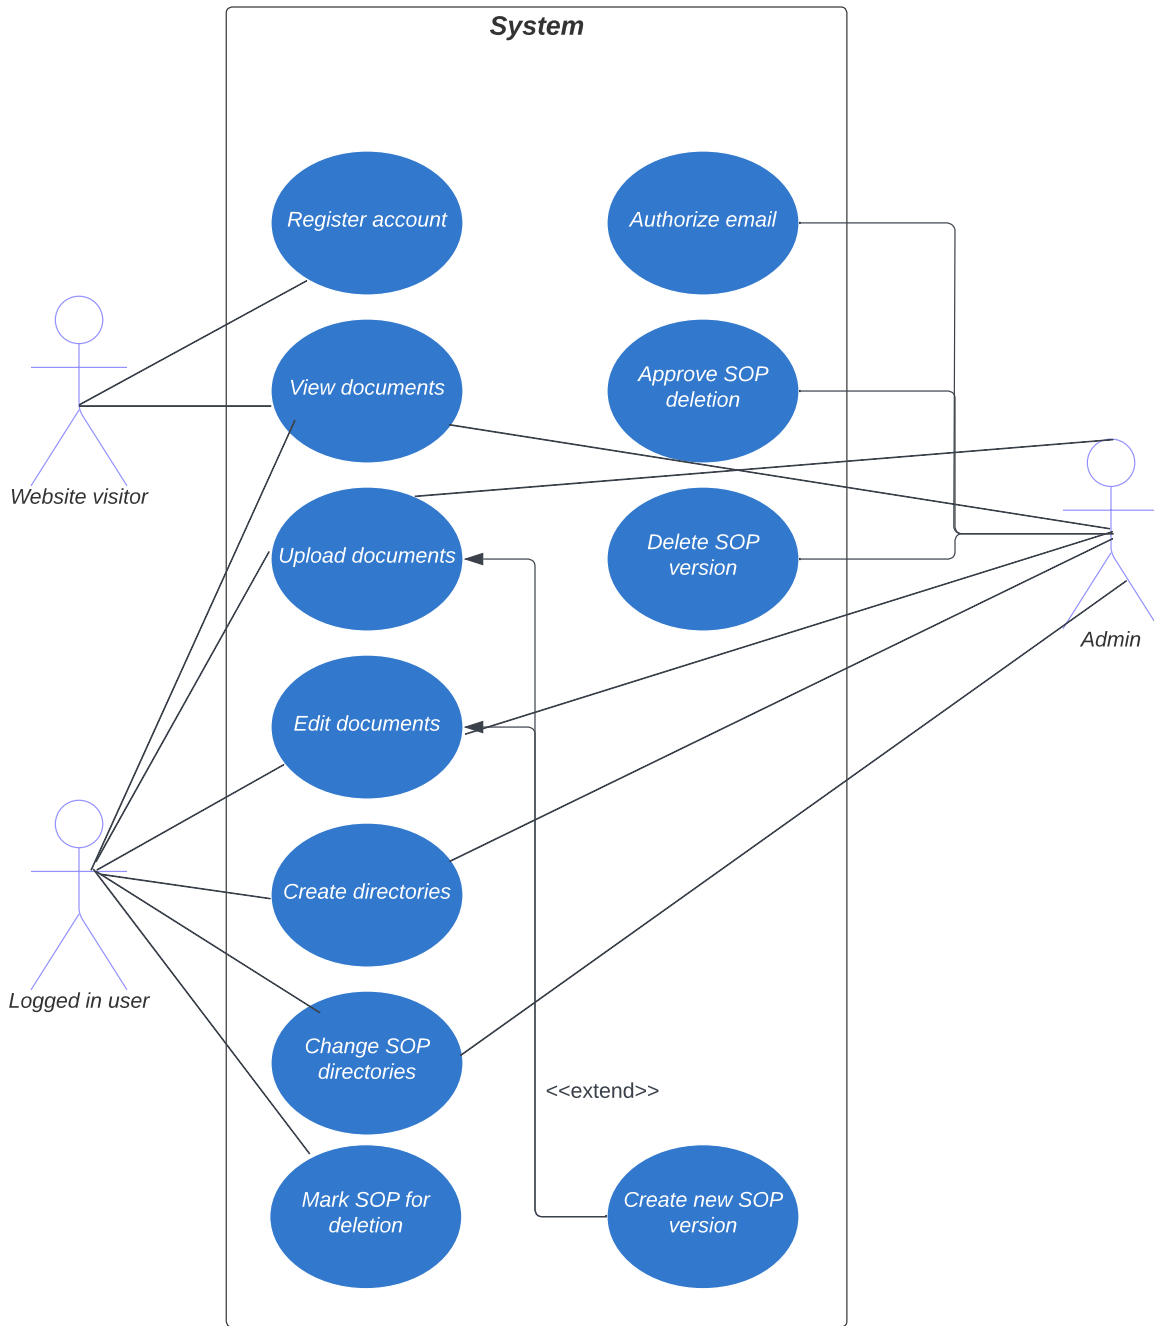 System
Register account
Authorize email
View documents
Approve SOP
deletion
Website visitor
Upload documents
Delete SOP
version
Admin
Edit documents
Create directories
Logged in user
Change SOP
directories
<<extend>>
Mark SOP for
deletion
Create new SOP
version